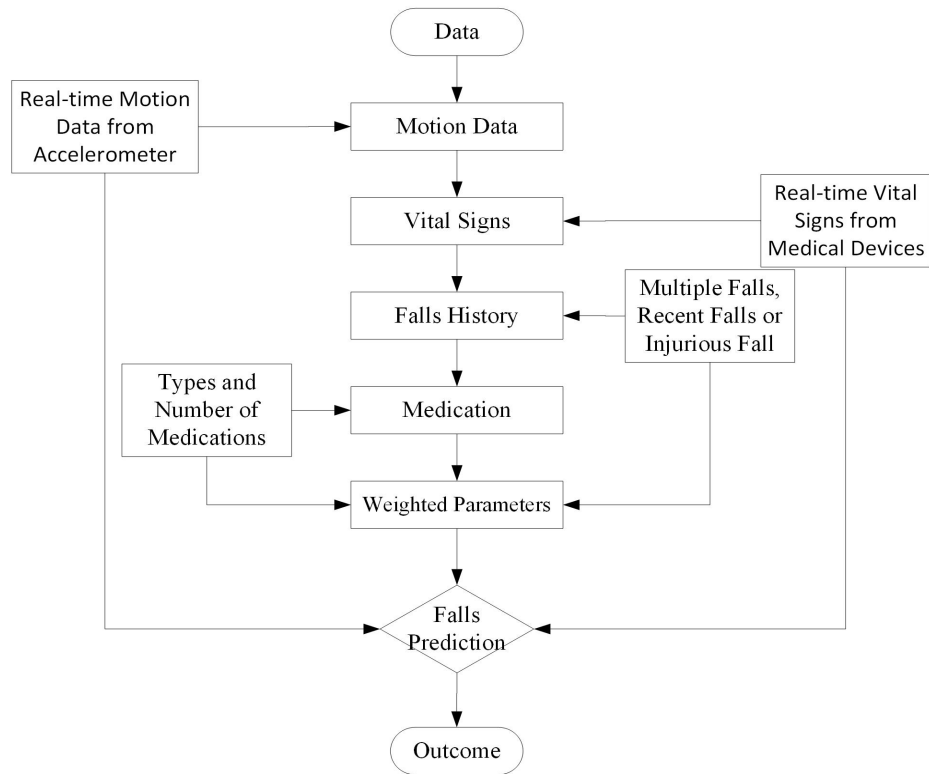 Data
Real-time Motion
Data from
Accelerometer
Motion Data
Real-time Vital
Signs from
Medical Devices
Vital Signs
Multiple Falls,
Recent Falls or
Injurious Fall
Falls History
Types and
Number of
Medications
Medication
Weighted Parameters
Falls
Prediction
Outcome